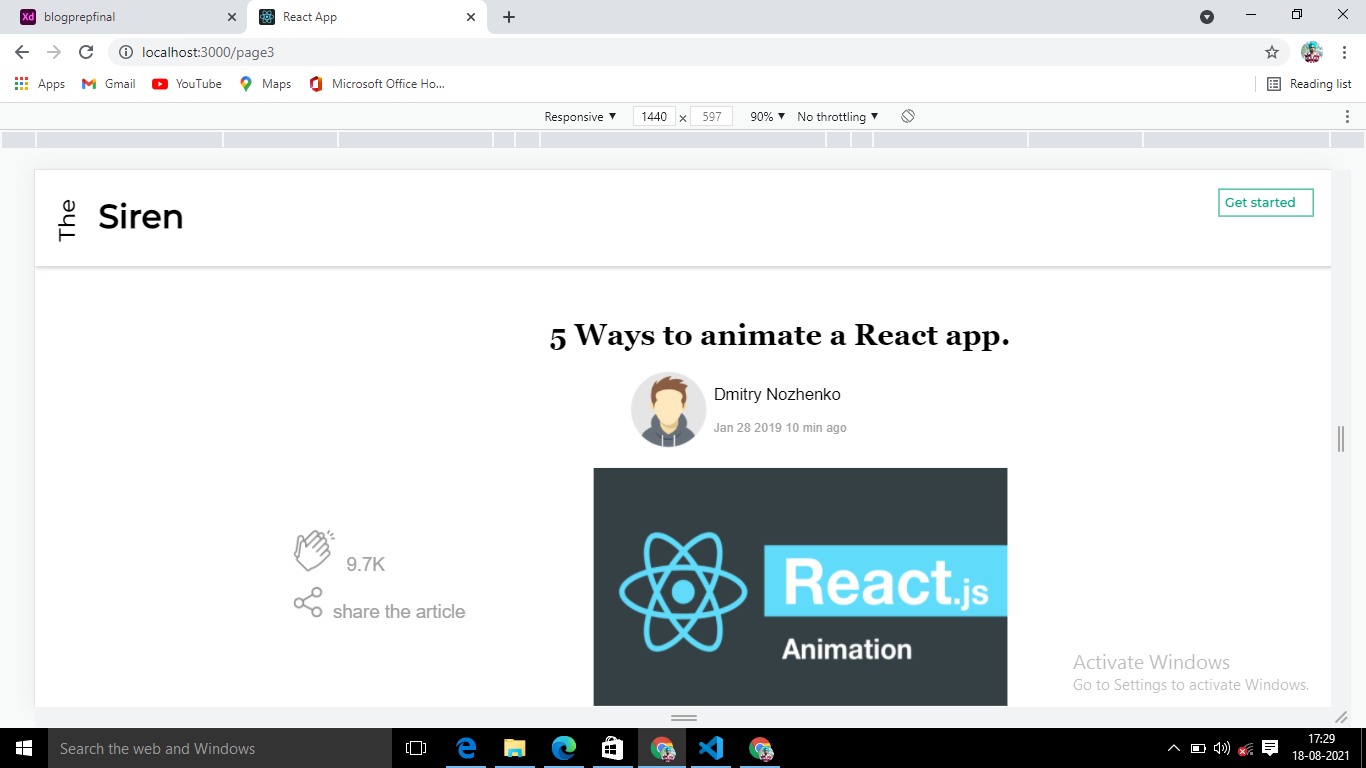 Xd blogprepfinal
React App
localhost:3000/page3
Apps Gmail YouTube Maps Microsoft Office Ho... Reading list
Responsive 1440 × 597 90% No throttling
The Siren
Get started
5 Ways to animate a React app.
Dmitry Nozhenko
Jan 28 2019 10 min ago
9.7K
share the article
React.js
Animation
Activate Windows
Go to Settings to activate Windows.
Search the web and Windows
17:29
18-08-2021